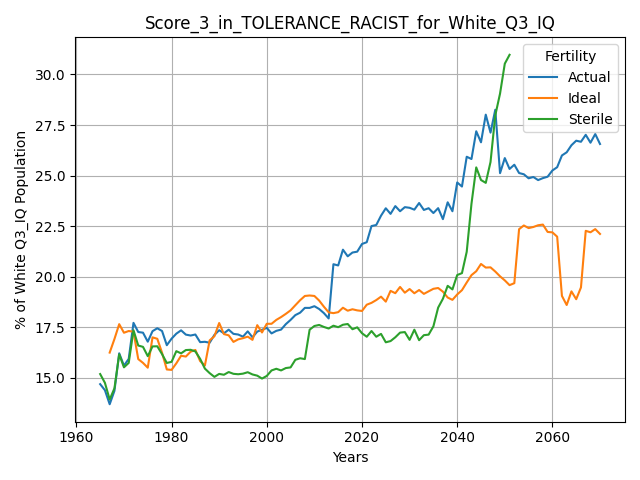 Score_3_in_TOLERANCE_RACIST_for_White_Q3_IQ
Fertility
Actual
Ideal
Sterile
% of White Q3_IQ Population
30.0
27.5
25.0
22.5
20.0
17.5
15.0
1960
1980
2000
2020
2040
2060
Years